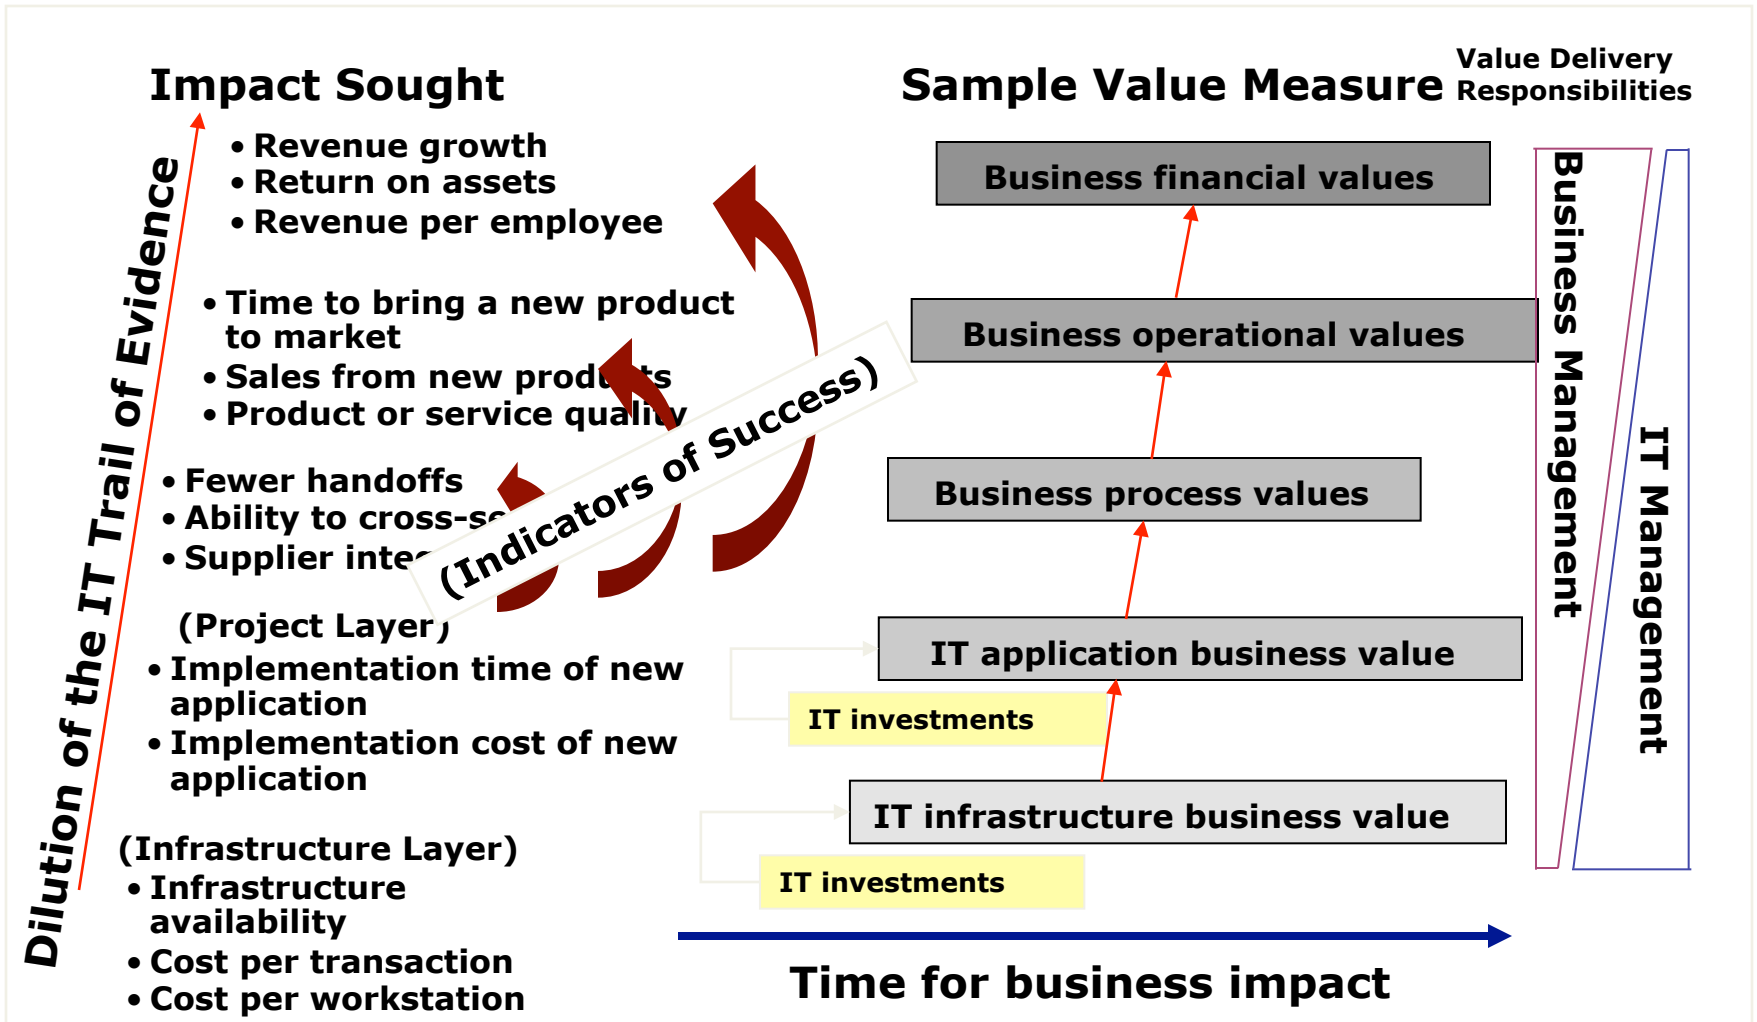 Impact Sought
Sample Value Measure
Value Delivery
Responsibilities
Dilution of the IT Trail of Evidence
• Revenue growth
• Return on assets
• Revenue per employee
• Time to bring a new product
to market
• Sales from new products
• Product or service quality
• Fewer handoffs
• Ability to cross-se
• Supplier inte
(Indicators of Success)
(Project Layer)
• Implementation time of new
application
• Implementation cost of new
application
(Infrastructure Layer)
• Infrastructure
availability
• Cost per transaction
• Cost per workstation
Business financial values
Business operational values
Business process values
IT application business value
IT investments
IT infrastructure business value
IT investments
Time for business impact
Business Management
IT Management